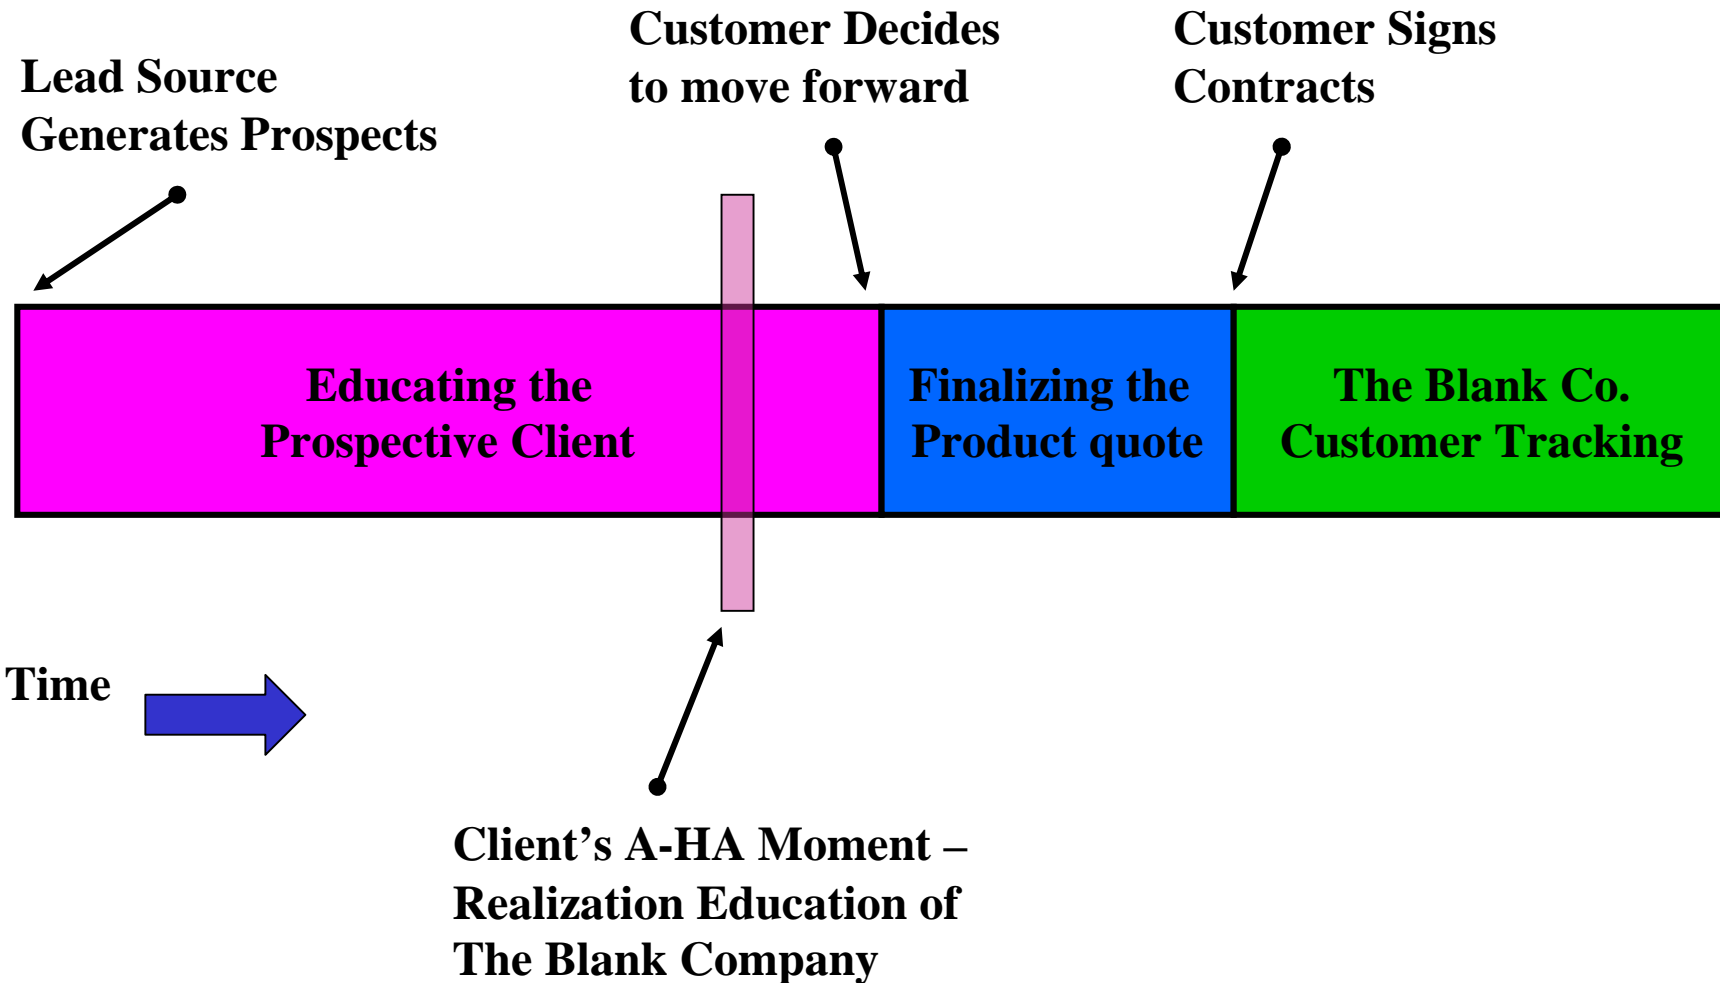 Lead Source
Generates Prospects
Customer Decides
to move forward
Customer Signs
Contracts
Educating the
Prospective Client
Finalizing the
Product quote
The Blank Co.
Customer Tracking
Time
Client’s A-HA Moment –
Realization Education of
The Blank Company